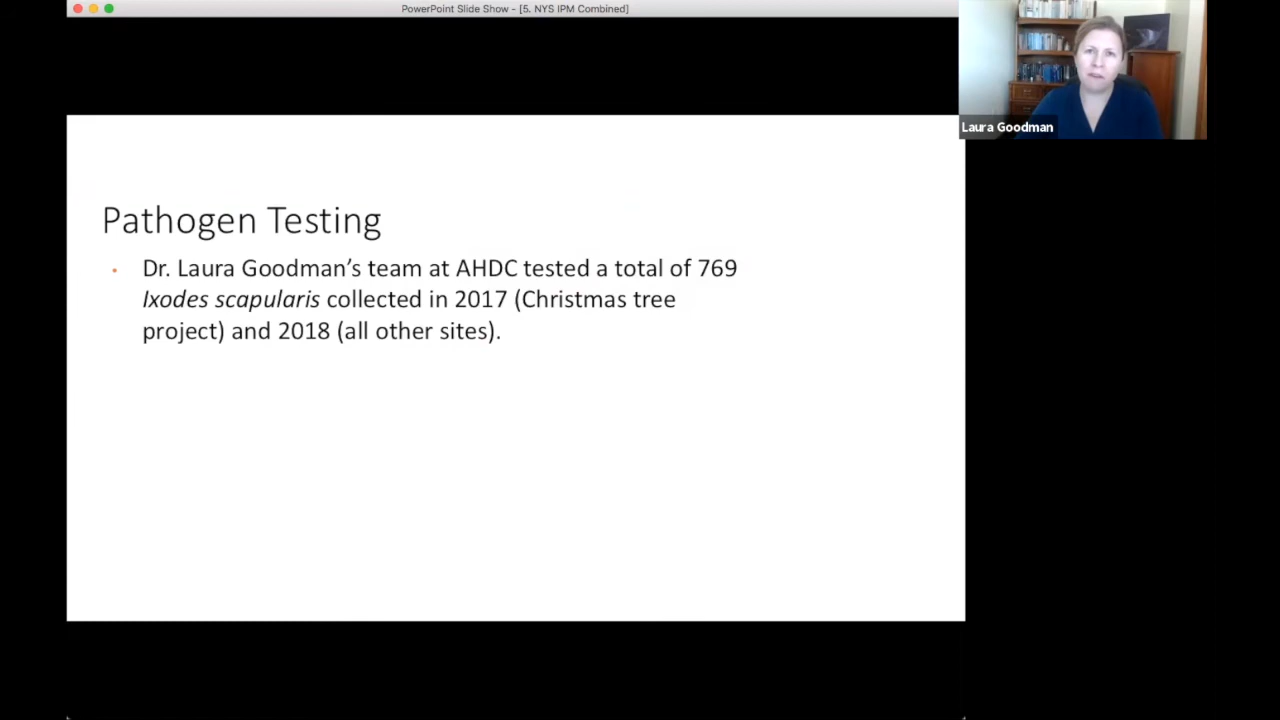 PowerPoint Slide Show - [5. NYS IPM Combined]
Laura Goodman
Pathogen Testing
• Dr. Laura Goodman’s team at AHDC tested a total of 769
Ixodes scapularis collected in 2017 (Christmas tree
project) and 2018 (all other sites).